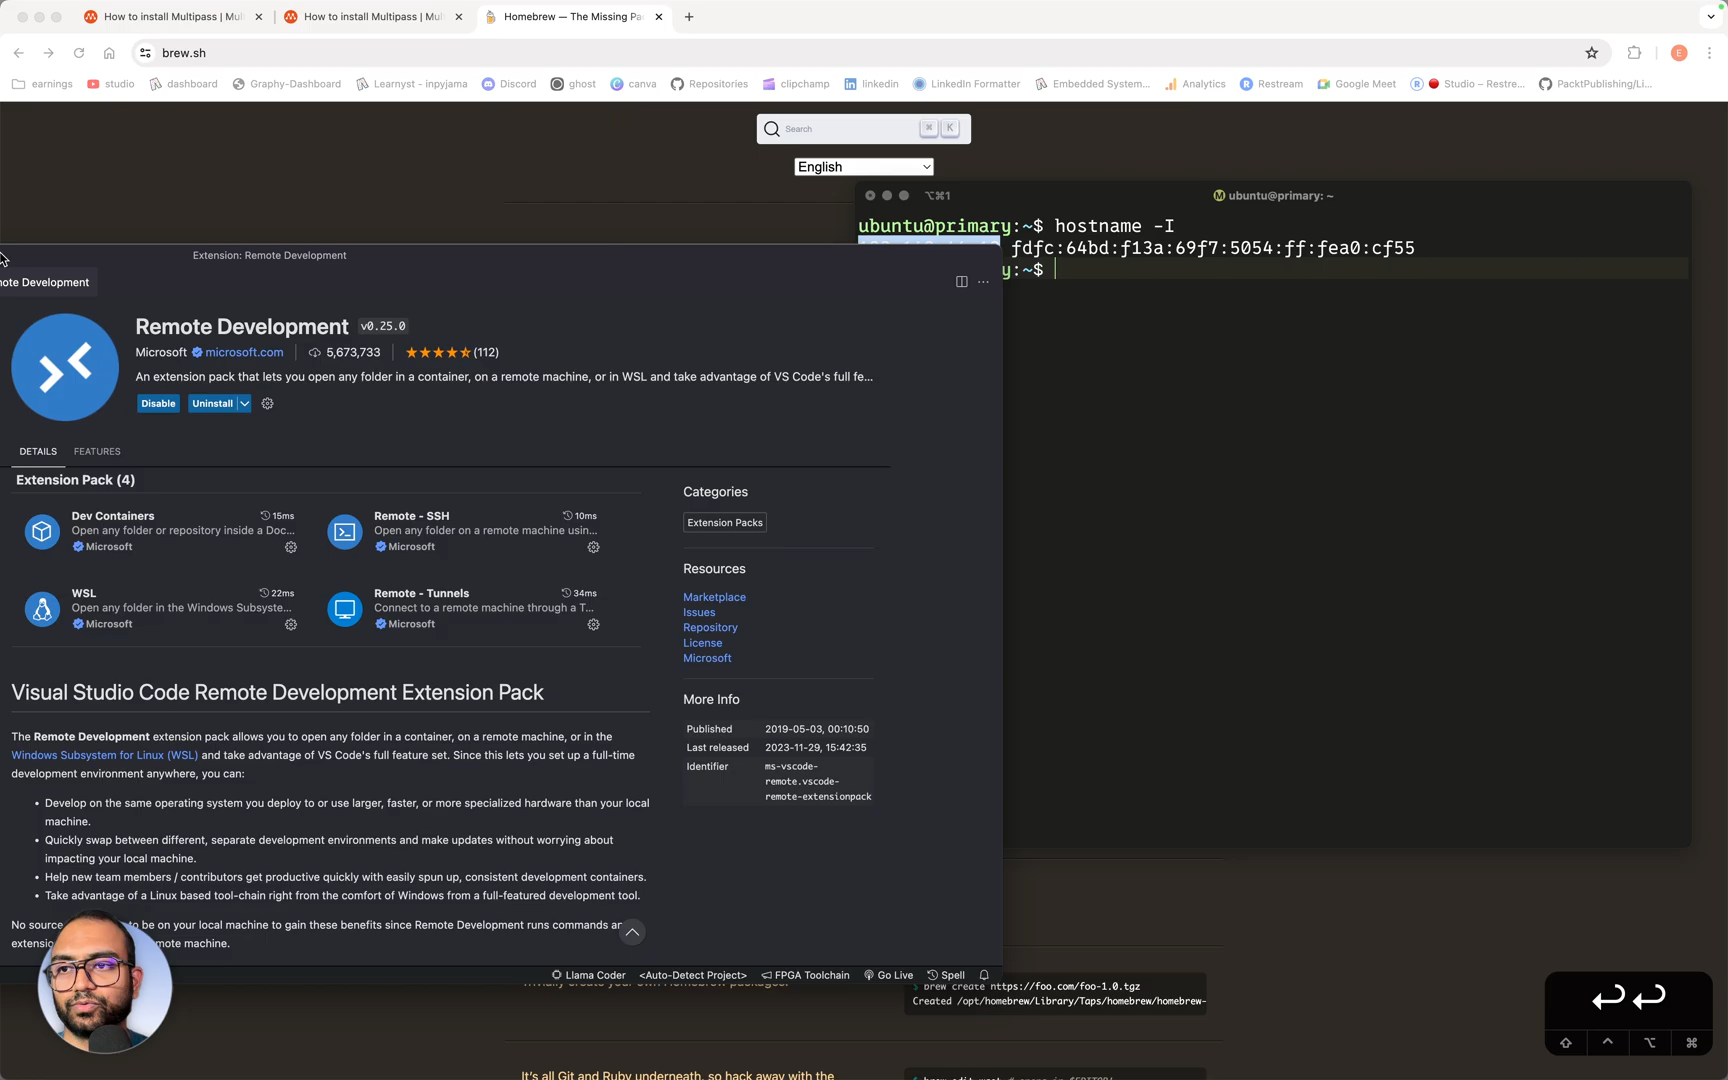 How to install Multipass | Mul
How to install Multipass | Mul
Homebrew — The Missing Pa
brew.sh
E
earnings
studio
dashboard
Graphy-Dashboard
Learnyst - inpyjama
Discord
ghost
canva
Repositories
clipchamp
linkedin
LinkedIn Formatter
Embedded System...
Analytics
Restream
Google Meet
Studio – Restre...
PacktPublishing/Li...
Search
⌘ K
English
⌥⌘1
ubuntu@primary: ~
ubuntu@primary:~$ hostname -I
fdfc:64bd:f13a:69f7:5054:ff:fea0:cf55
y:~$
Extension: Remote Development
note Development
Remote Development v0.25.0
Microsoft microsoft.com 5,673,733 (112)
An extension pack that lets you open any folder in a container, on a remote machine, or in WSL and take advantage of VS Code's full fe...
Disable Uninstall
DETAILS FEATURES
Extension Pack (4)
Dev Containers 15ms
Open any folder or repository inside a Doc...
Microsoft
Remote - SSH 10ms
Open any folder on a remote machine usin...
Microsoft
WSL 22ms
Open any folder in the Windows Subsyste...
Microsoft
Remote - Tunnels 34ms
Connect to a remote machine through a T...
Microsoft
Categories
Extension Packs
Resources
Marketplace
Issues
Repository
License
Microsoft
More Info
Published 2019-05-03, 00:10:50
Last released 2023-11-29, 15:42:35
Identifier ms-vscode-
remote.vscode-
remote-extensionpack
Visual Studio Code Remote Development Extension Pack
The Remote Development extension pack allows you to open any folder in a container, on a remote machine, or in the
Windows Subsystem for Linux (WSL) and take advantage of VS Code's full feature set. Since this lets you set up a full-time
development environment anywhere, you can:
• Develop on the same operating system you deploy to or use larger, faster, or more specialized hardware than your local
machine.
• Quickly swap between different, separate development environments and make updates without worrying about
impacting your local machine.
• Help new team members / contributors get productive quickly with easily spun up, consistent development containers.
• Take advantage of a Linux based tool-chain right from the comfort of Windows from a full-featured development tool.
No source to be on your local machine to gain these benefits since Remote Development runs commands an
extensio mote machine.
Llama Coder <Auto-Detect Project> FPGA Toolchain Go Live Spell
trivially create your own Homebrew packages.
$ brew create https://foo.com/foo-1.0.tgz
Created /opt/homebrew/Library/Taps/homebrew/homebrew-
It's all Git and Ruby underneath, so hack away with the